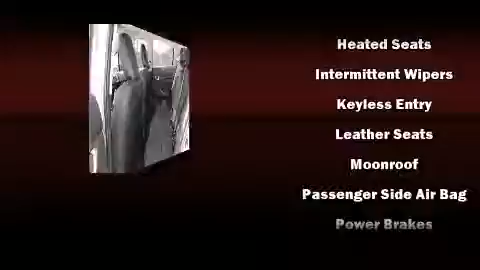 Heated Seats
Intermittent Wipers
Keyless Entry
Leather Seats
Moonroof
Passenger Side Air Bag
Power Brakes